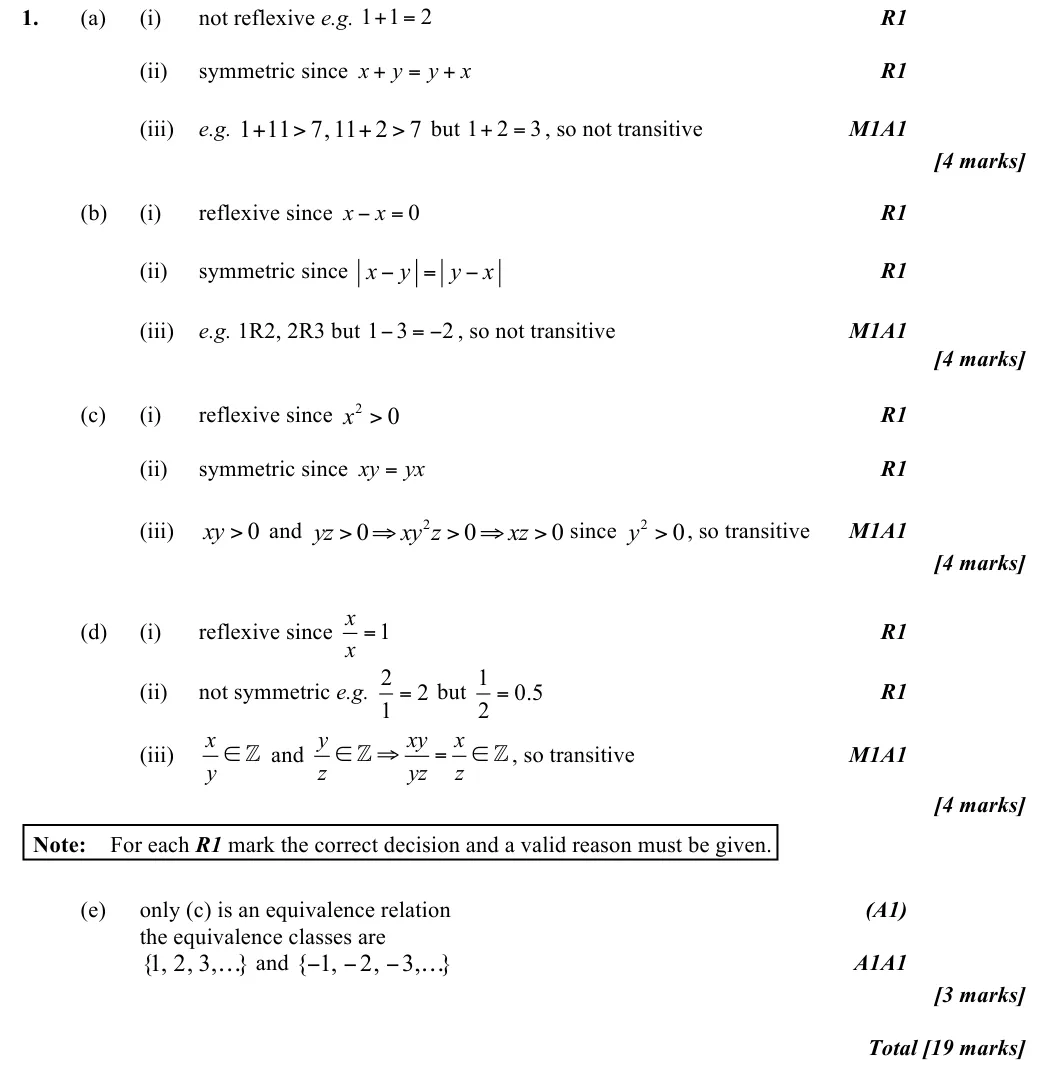 1. (a) (i) not reflexive e.g. 1+1=2 R1
(ii) symmetric since x + y = y + x R1
(iii) e.g. 1+11 > 7, 11+2 > 7 but 1+2 = 3, so not transitive M1A1
[4 marks]
(b) (i) reflexive since x − x = 0 R1
(ii) symmetric since |x − y| = |y − x| R1
(iii) e.g. 1R2, 2R3 but 1−3 = −2, so not transitive M1A1
[4 marks]
(c) (i) reflexive since x² > 0 R1
(ii) symmetric since xy = yx R1
(iii) xy > 0 and yz > 0 ⇒ xy²z > 0 ⇒ xz > 0 since y² > 0, so transitive M1A1
[4 marks]
(d) (i) reflexive since x/x = 1 R1
(ii) not symmetric e.g. 2/1 = 2 but 1/2 = 0.5 R1
(iii) x/y ∈ ℤ and y/z ∈ ℤ ⇒ xy/yz = x/z ∈ ℤ, so transitive M1A1
[4 marks]
Note: For each R1 mark the correct decision and a valid reason must be given.
(e) only (c) is an equivalence relation (A1)
the equivalence classes are
{1, 2, 3,…} and {−1, −2, −3,…} A1A1
[3 marks]
Total [19 marks]